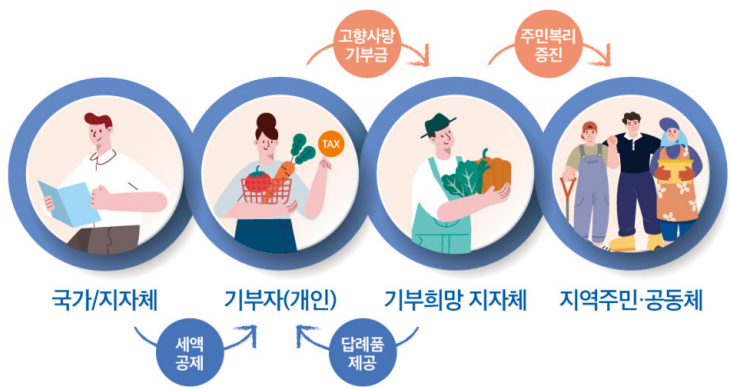 고향사랑
기부금
주민복리
증진
TAX
국가/지자체
기부자(개인)
기부희망 지자체
지역주민·공동체
세액
공제
답례품
제공